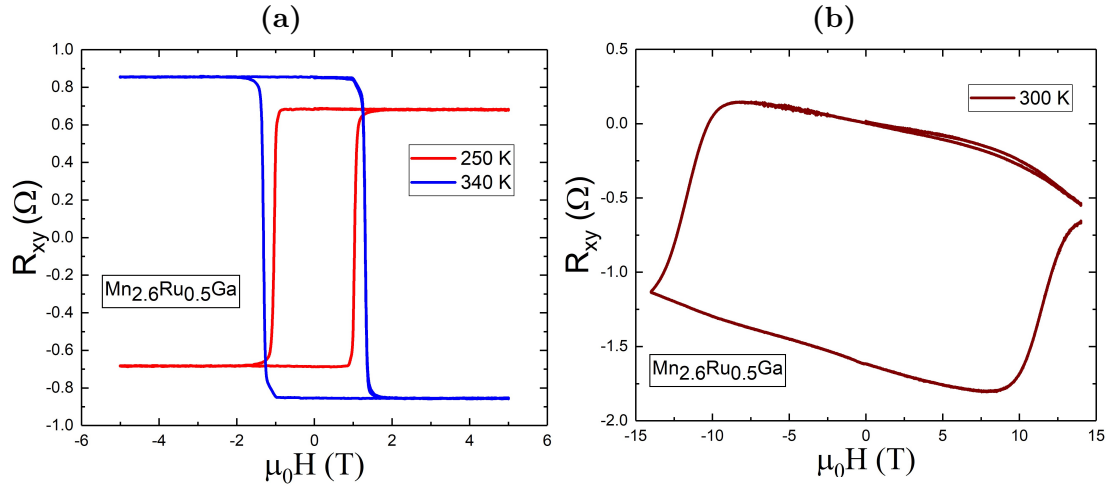 (a)
1.0
0.8
0.6
0.4
0.2
0.0
-0.2
-0.4
-0.6
-0.8
-1.0
Rxy (Ω)
250 K
340 K
Mn2.6Ru0.5Ga
-6 -4 -2 0 2 4 6
μ0H (T)
(b)
0.5
0.0
-0.5
-1.0
-1.5
-2.0
Rxy (Ω)
300 K
Mn2.6Ru0.5Ga
-15 -10 -5 0 5 10 15
μ0H (T)